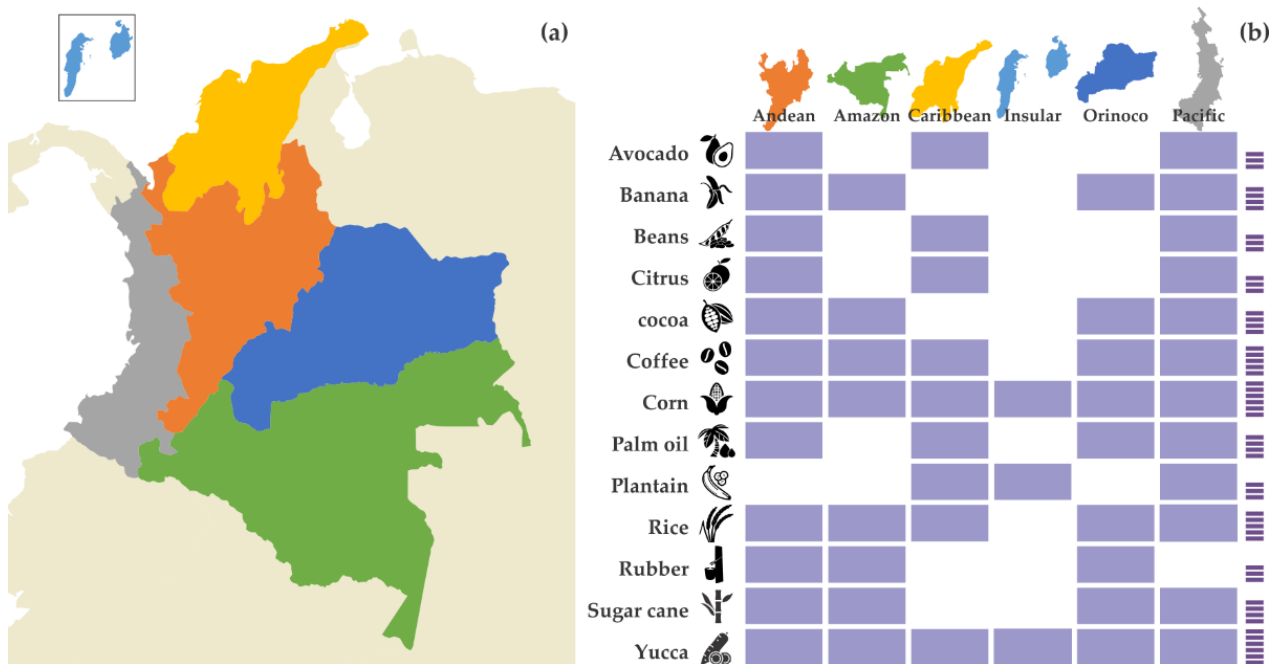 (a)
(b)
Andean Amazon Caribbean Insular Orinoco Pacific
Avocado
Banana
Beans
Citrus
cocoa
Coffee
Corn
Palm oil
Plantain
Rice
Rubber
Sugar cane
Yucca